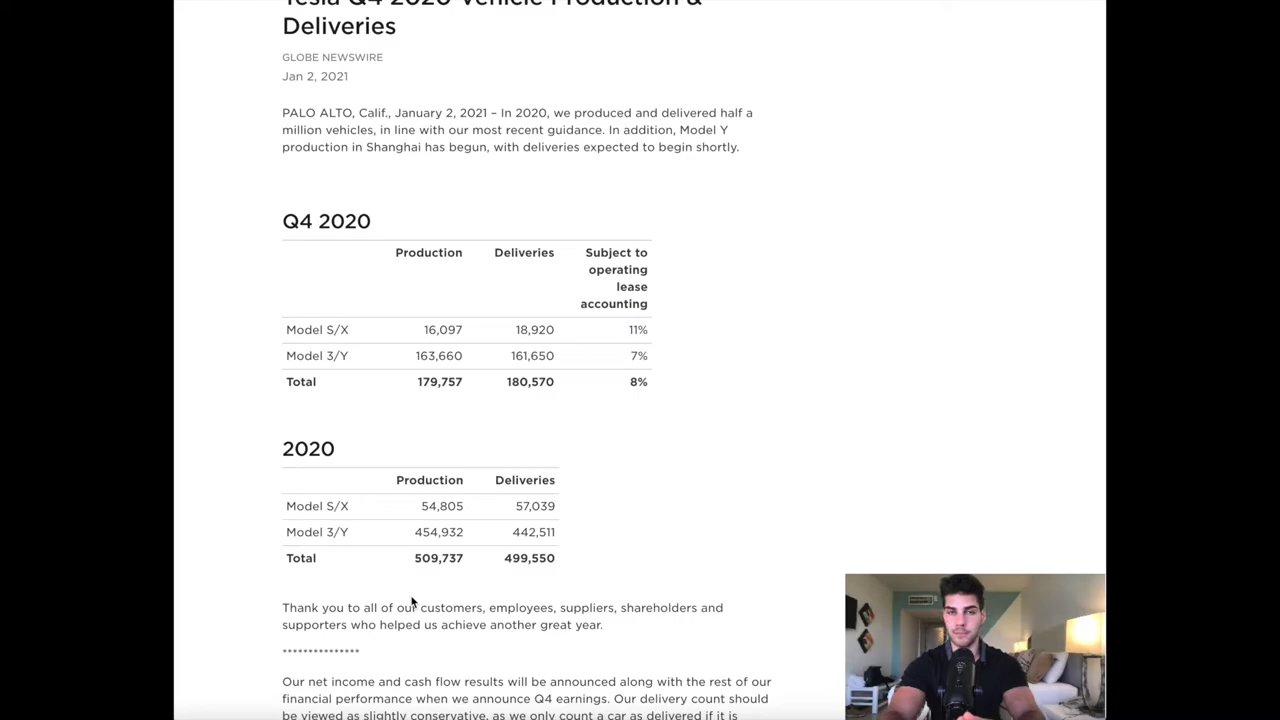 Tesla Q4 2020 Vehicle Production &
Deliveries
GLOBE NEWSWIRE
Jan 2, 2021
PALO ALTO, Calif., January 2, 2021 – In 2020, we produced and delivered half a
million vehicles, in line with our most recent guidance. In addition, Model Y
production in Shanghai has begun, with deliveries expected to begin shortly.
Q4 2020
Production Deliveries Subject to
operating
lease
accounting
Model S/X 16,097 18,920 11%
Model 3/Y 163,660 161,650 7%
Total 179,757 180,570 8%
2020
Production Deliveries
Model S/X 54,805 57,039
Model 3/Y 454,932 442,511
Total 509,737 499,550
Thank you to all of our customers, employees, suppliers, shareholders and
supporters who helped us achieve another great year.
***************
Our net income and cash flow results will be announced along with the rest of our
financial performance when we announce Q4 earnings. Our delivery count should
be viewed as slightly conservative, as we only count a car as delivered if it is